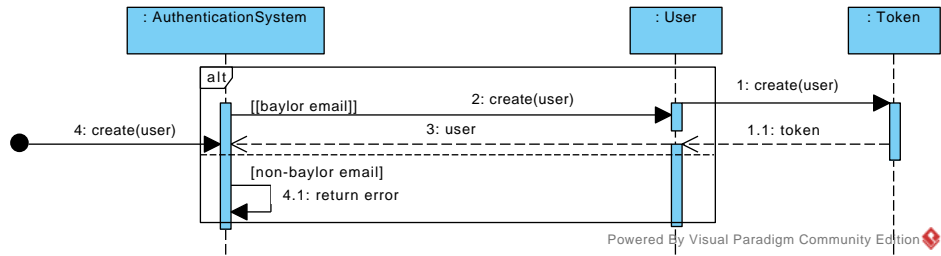 : AuthenticationSystem
: User
: Token
alt
1: create(user)
[[baylor email]]
2: create(user)
4: create(user)
3: user
1.1: token
[non-baylor email]
4.1: return error
Powered By Visual Paradigm Community Edition